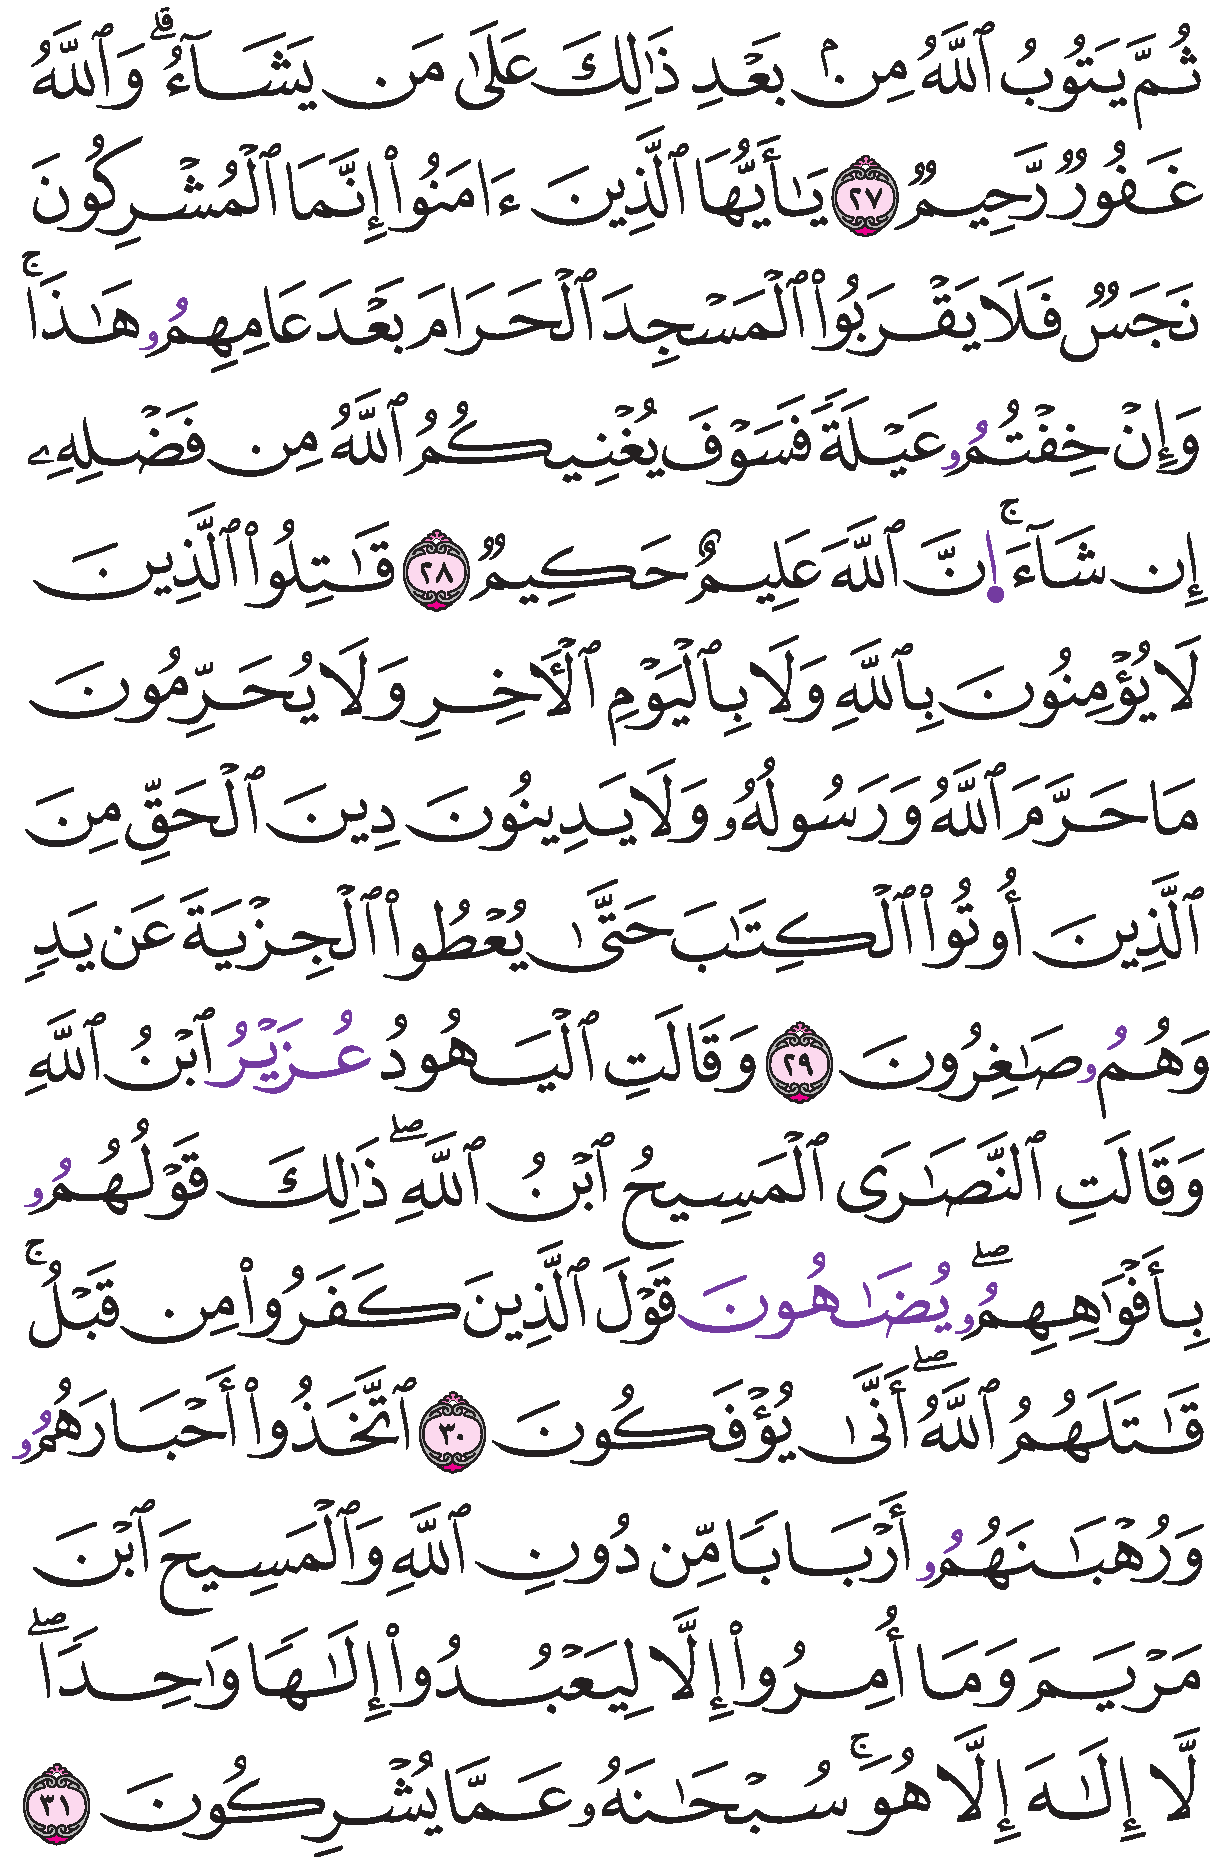 ثُمَّ يَتُوبُ ٱللَّهُ مِنۢ بَعۡدِ ذَٰلِكَ عَلَىٰ مَن يَشَآءُۗ وَٱللَّهُ
غَفُورٞ رَّحِيمٞ ٢٧ يَٰٓأَيُّهَا ٱلَّذِينَ ءَامَنُوٓاْ إِنَّمَا ٱلۡمُشۡرِكُونَ
نَجَسٞ فَلَا يَقۡرَبُواْ ٱلۡمَسۡجِدَ ٱلۡحَرَامَ بَعۡدَ عَامِهِمُۥ هَٰذَاۚ
وَإِنۡ خِفۡتُمُۥ عَيۡلَةٗ فَسَوۡفَ يُغۡنِيكُمُ ٱللَّهُ مِن فَضۡلِهِۦ
إِن شَآءَۚ اِنَّ ٱللَّهَ عَلِيمٌ حَكِيمٞ ٢٨ قَٰتِلُواْ ٱلَّذِينَ
لَا يُؤۡمِنُونَ بِٱللَّهِ وَلَا بِٱلۡيَوۡمِ ٱلۡأَخِرِ وَلَا يُحَرِّمُونَ
مَا حَرَّمَ ٱللَّهُ وَرَسُولُهُۥ وَلَا يَدِينُونَ دِينَ ٱلۡحَقِّ مِنَ
ٱلَّذِينَ أُوتُواْ ٱلۡكِتَٰبَ حَتَّىٰ يُعۡطُواْ ٱلۡجِزۡيَةَ عَن يَدٖ
وَهُمُۥ صَٰغِرُونَ ٢٩ وَقَالَتِ ٱلۡيَهُودُ عُزَيۡرُ ٱبۡنُ ٱللَّهِ
وَقَالَتِ ٱلنَّصَٰرَى ٱلۡمَسِيحُ ٱبۡنُ ٱللَّهِۖ ذَٰلِكَ قَوۡلُهُمُۥ
بِأَفۡوَٰهِهِمُۥۖ يُضَٰهُونَ قَوۡلَ ٱلَّذِينَ كَفَرُواْ مِن قَبۡلُۚ
قَٰتَلَهُمُ ٱللَّهُۖ أَنَّىٰ يُؤۡفَكُونَ ٣٠ ٱتَّخَذُوٓاْ أَحۡبَارَهُمُۥ
وَرُهۡبَٰنَهُمُۥ أَرۡبَابٗا مِّن دُونِ ٱللَّهِ وَٱلۡمَسِيحَ ٱبۡنَ
مَرۡيَمَ وَمَا أُمِرُواْ إِلَّا لِيَعۡبُدُواْ إِلَٰهٗا وَٰحِدٗاۖ
لَّا إِلَٰهَ إِلَّا هُوَۚ سُبۡحَٰنَهُۥ عَمَّا يُشۡرِكُونَ ٣١